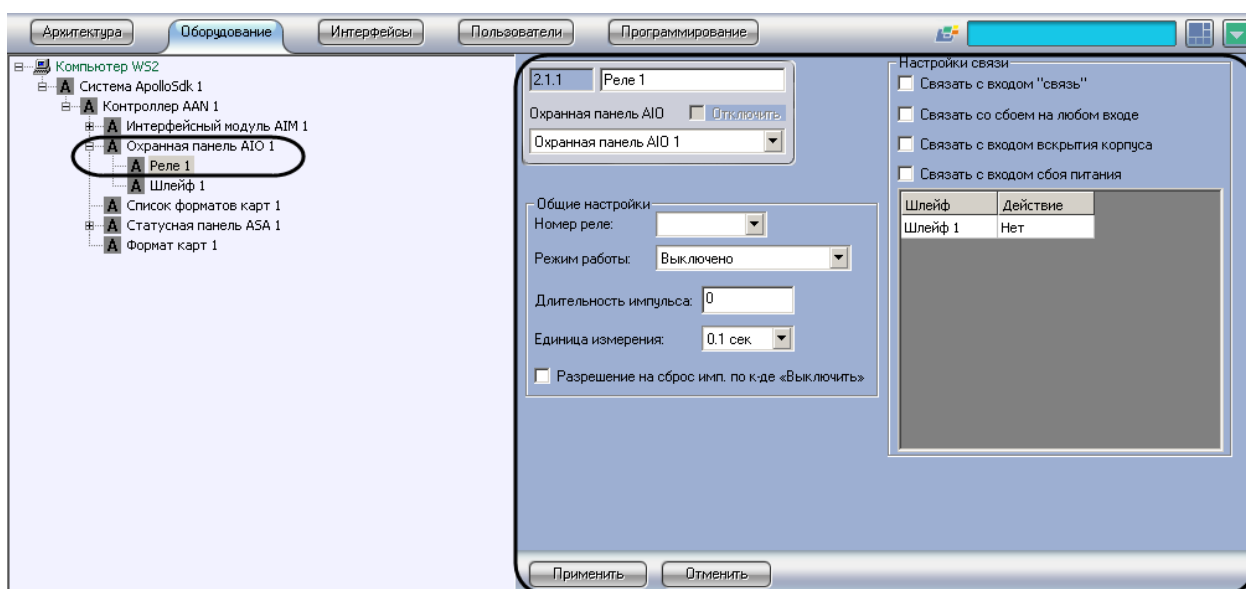 Архитектура Оборудование Интерфейсы Пользователи Программирование
Компьютер WS2
Система ApolloSdk 1
Контроллер AAN 1
Интерфейсный модуль AIM 1
Охранная панель AIO 1
Реле 1
Шлейф 1
Список форматов карт 1
Статусная панель ASA 1
Формат карт 1
2.1.1 Реле 1
Охранная панель AIO Отключить
Охранная панель AIO 1
Общие настройки
Номер реле:
Режим работы: Выключено
Длительность импульса: 0
Единица измерения: 0.1 сек
Разрешение на сброс имп. по к-де «Выключить»
Настройки связи
Связать с входом "связь"
Связать со сбоем на любом входе
Связать с входом вскрытия корпуса
Связать с входом сбоя питания
Шлейф Действие
Шлейф 1 Нет
Применить Отменить